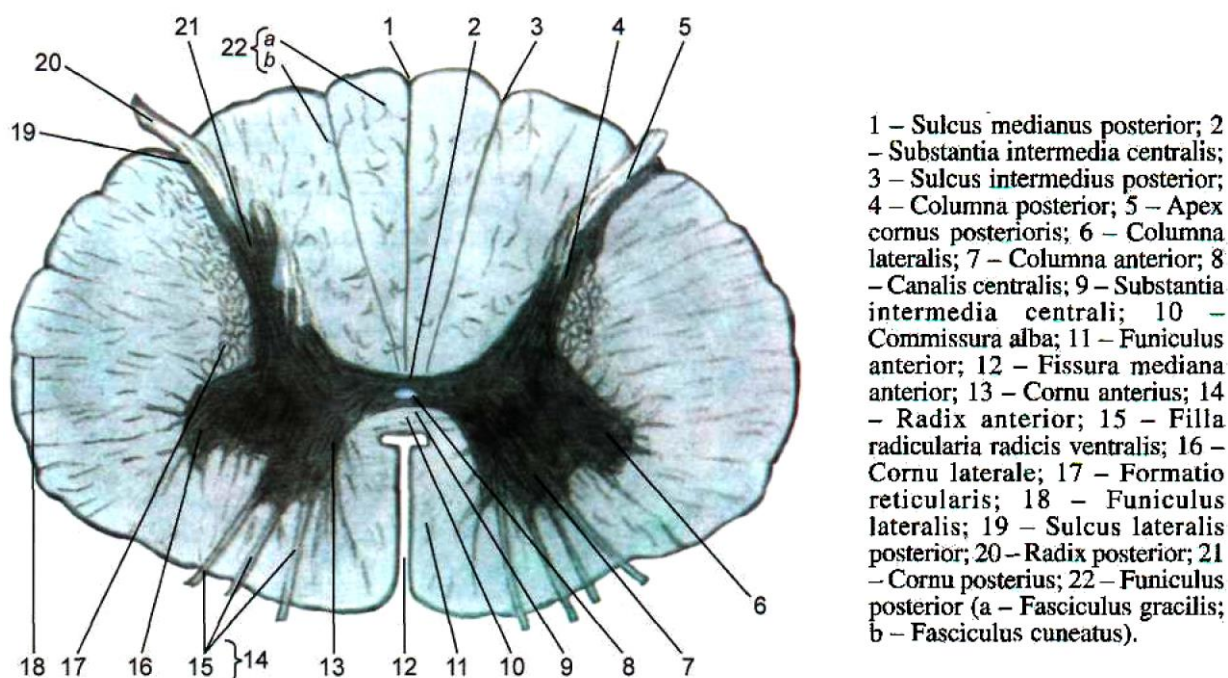 21
22 { a
b
1
2
3
4
5
20
19
18
17
16
15 } 14
13
12
11
10
9
8
7
6
1 – Sulcus medianus posterior; 2
– Substantia intermedia centralis;
3 – Sulcus intermedius posterior;
4 – Columna posterior; 5 – Apex
cornus posterioris; 6 – Columna
lateralis; 7 – Columna anterior; 8
– Canalis centralis; 9 – Substantia
intermedia centrali; 10 –
Commissura alba; 11 – Funiculus
anterior; 12 – Fissura mediana
anterior; 13 – Cornu anterius; 14
– Radix anterior; 15 – Filla
radicularia radicis ventralis; 16 –
Cornu laterale; 17 – Formatio
reticularis; 18 – Funiculus
lateralis; 19 – Sulcus lateralis
posterior; 20 – Radix posterior; 21
– Cornu posterius; 22 – Funiculus
posterior (a – Fasciculus gracilis;
b – Fasciculus cuneatus).